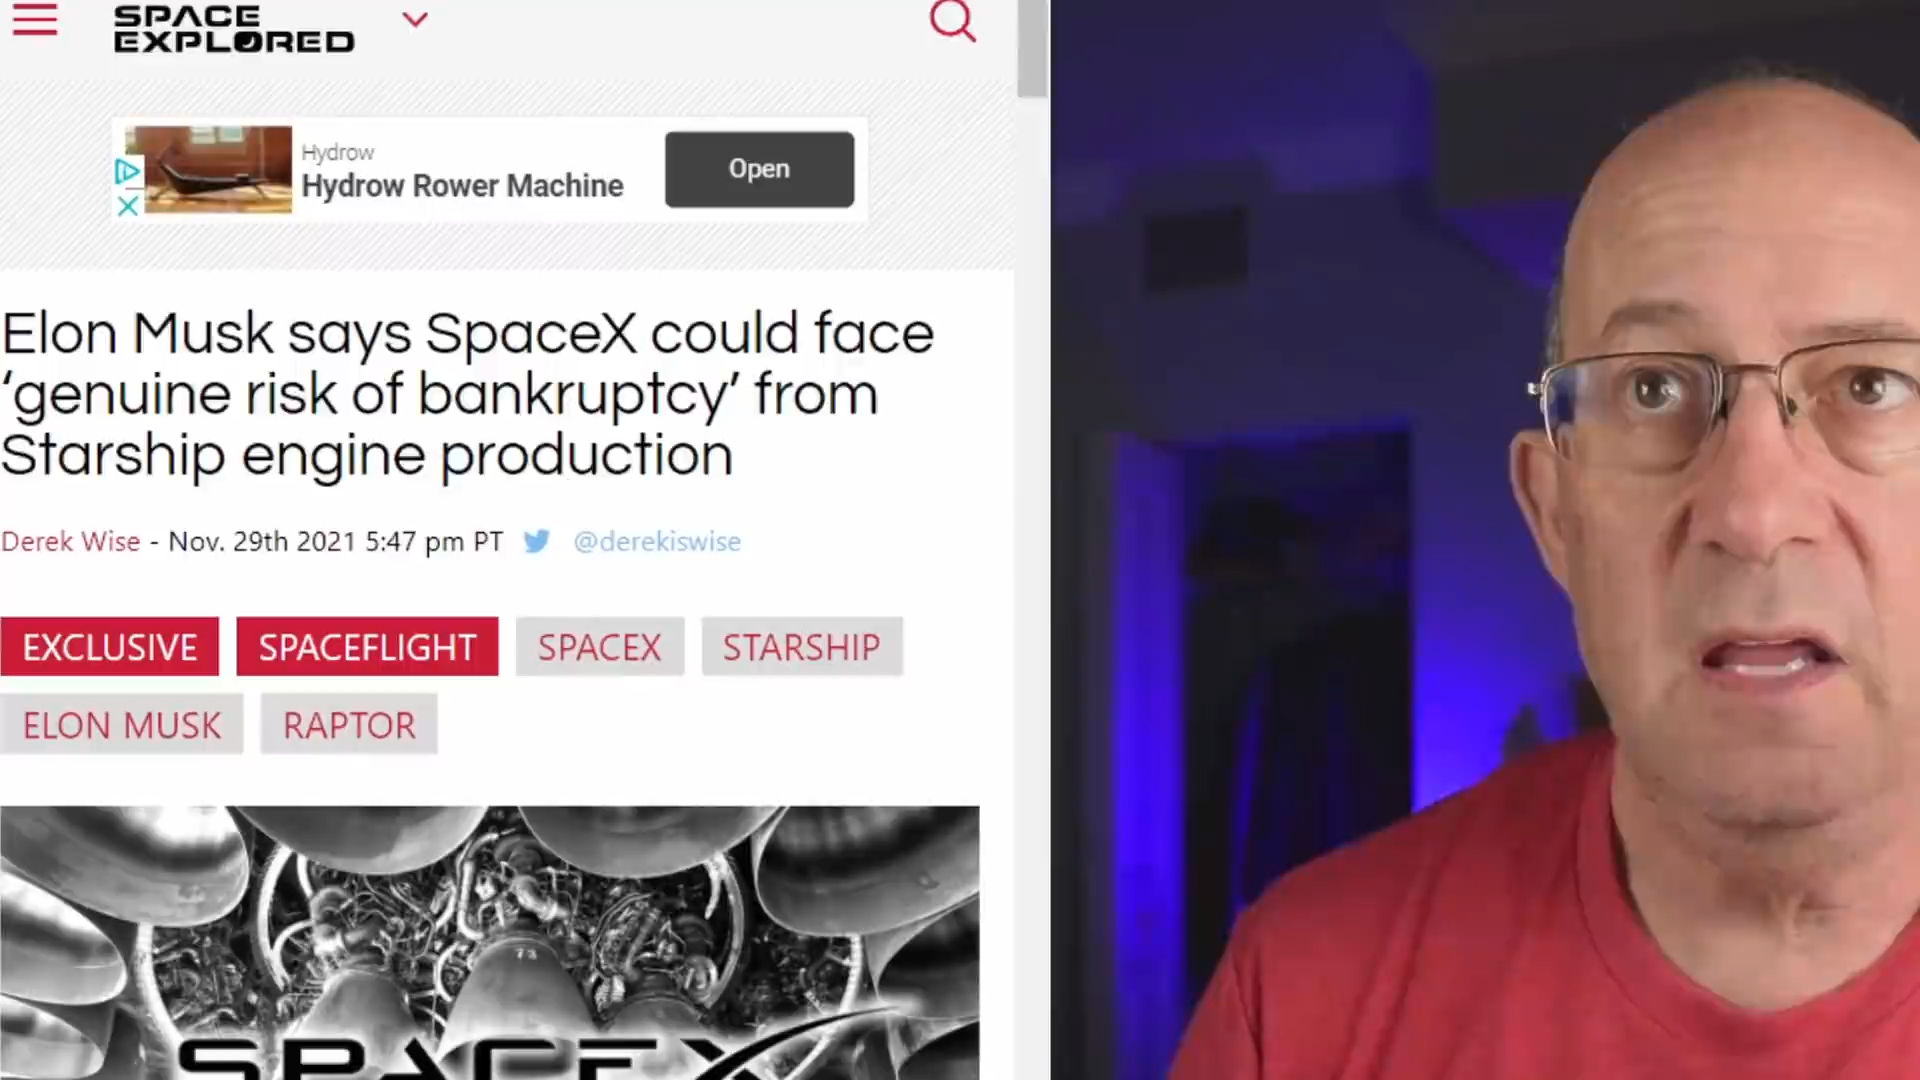 SPACE
EXPLORED
Hydrow
Hydrow Rower Machine
Open
Elon Musk says SpaceX could face
‘genuine risk of bankruptcy’ from
Starship engine production
Derek Wise - Nov. 29th 2021 5:47 pm PT @derekiswise
EXCLUSIVE SPACEFLIGHT SPACEX STARSHIP
ELON MUSK RAPTOR
SPACEX